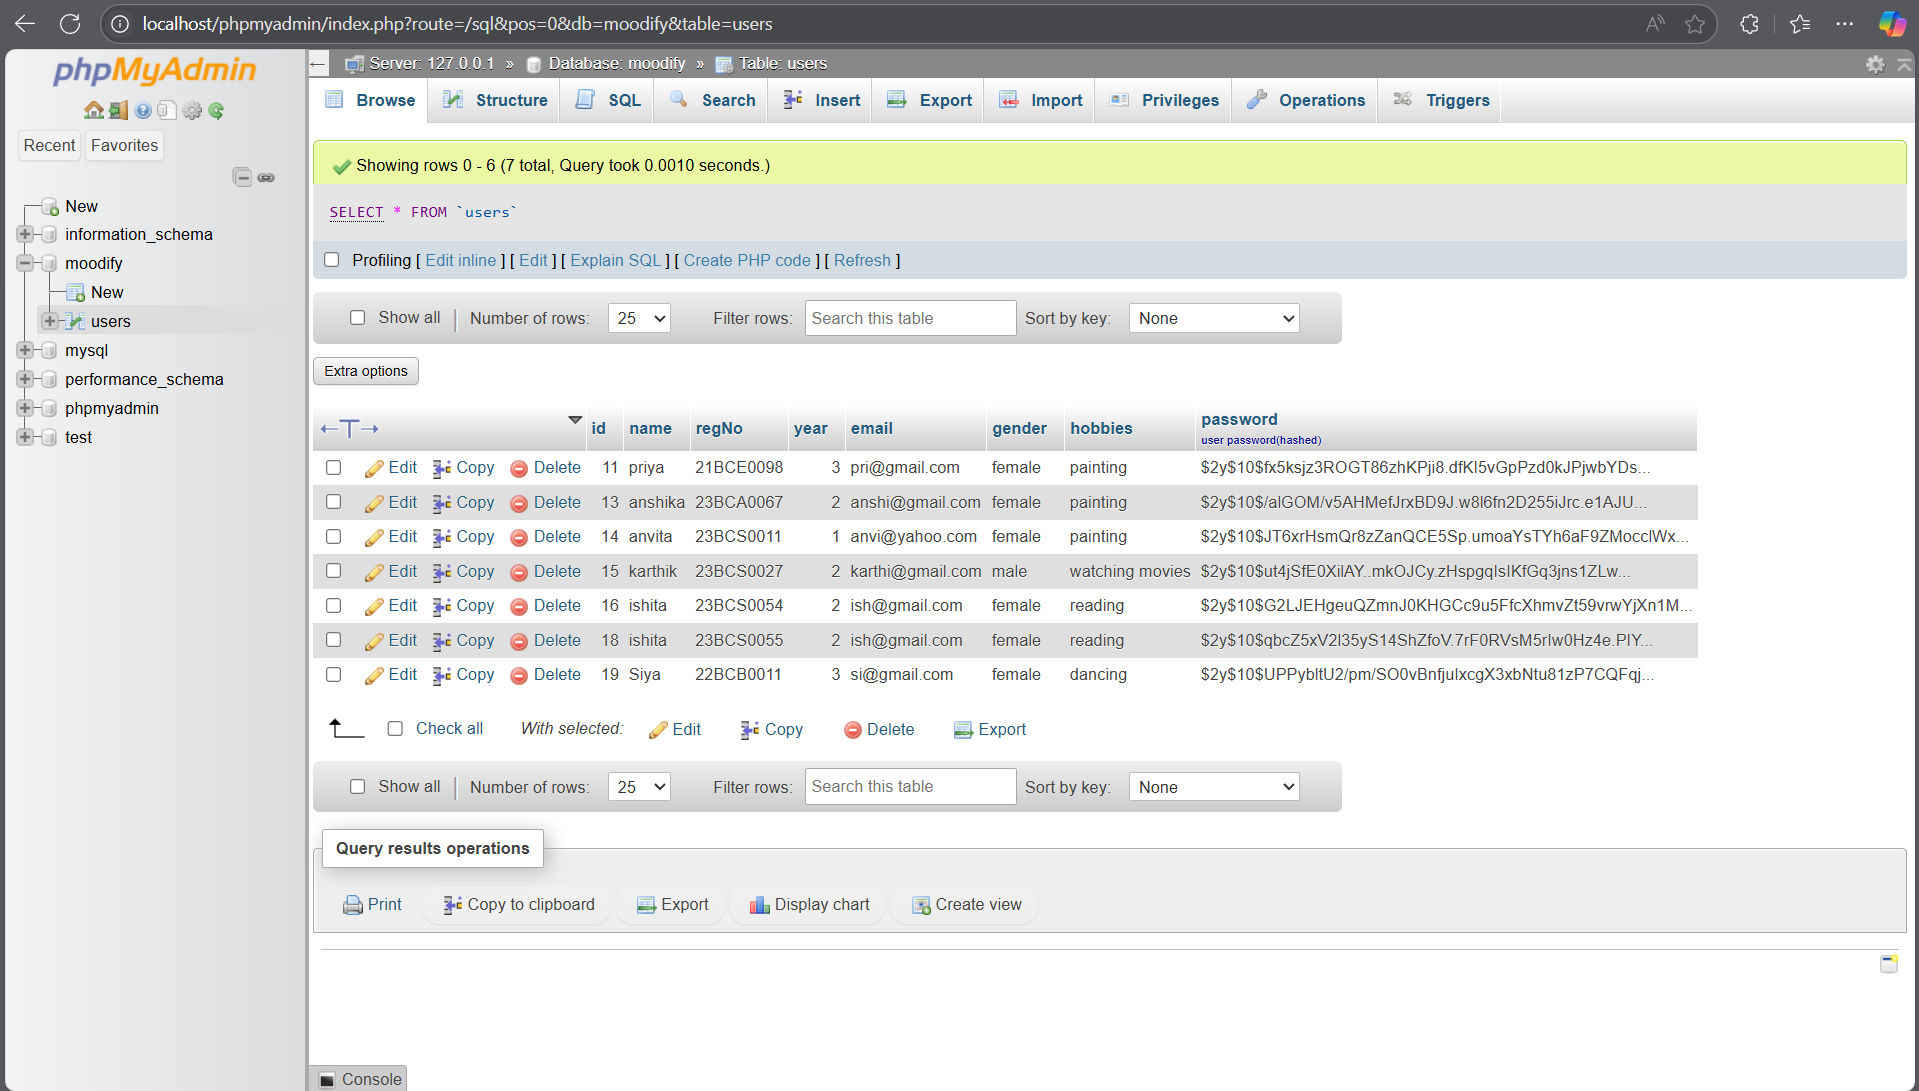 localhost/phpmyadmin/index.php?route=/sql&pos=0&db=moodify&table=users
phpMyAdmin
Recent Favorites
New
information_schema
moodify
New
users
mysql
performance_schema
phpmyadmin
test
Server: 127.0.0.1 » Database: moodify » Table: users
Browse Structure SQL Search Insert Export Import Privileges Operations Triggers
Showing rows 0 - 6 (7 total, Query took 0.0010 seconds.)
SELECT * FROM `users`
Profiling [ Edit inline ] [ Edit ] [ Explain SQL ] [ Create PHP code ] [ Refresh ]
Show all Number of rows: 25 Filter rows: Search this table Sort by key: None
Extra options
←T→ id name regNo year email gender hobbies password
user password(hashed)
Edit Copy Delete 11 priya 21BCE0098 3 pri@gmail.com female painting $2y$10$fx5ksjz3ROGT86zhKPji8.dfKl5vGpPzd0kJPjwbYDs...
Edit Copy Delete 13 anshika 23BCA0067 2 anshi@gmail.com female painting $2y$10$/alGOM/v5AHMefJrxBD9J.w8l6fn2D255iJrc.e1AJU...
Edit Copy Delete 14 anvita 23BCS0011 1 anvi@yahoo.com female painting $2y$10$JT6xrHsmQr8zZanQCE5Sp.umoaYsTYh6aF9ZMocclWx...
Edit Copy Delete 15 karthik 23BCS0027 2 karthi@gmail.com male watching movies $2y$10$ut4jSfE0XilAY..mkOJCy.zHspgqIsIKfGq3jns1ZLw...
Edit Copy Delete 16 ishita 23BCS0054 2 ish@gmail.com female reading $2y$10$G2LJEHgeuQZmnJ0KHGCc9u5FfcXhmvZt59vrwYjXn1M...
Edit Copy Delete 18 ishita 23BCS0055 2 ish@gmail.com female reading $2y$10$qbcZ5xV2l35yS14ShZfoV.7rF0RVsM5rlw0Hz4e.PlY...
Edit Copy Delete 19 Siya 22BCB0011 3 si@gmail.com female dancing $2y$10$UPPybltU2/pm/SO0vBnfjulxcgX3xbNtu81zP7CQFqj...
Check all With selected: Edit Copy Delete Export
Show all Number of rows: 25 Filter rows: Search this table Sort by key: None
Query results operations
Print Copy to clipboard Export Display chart Create view
Console